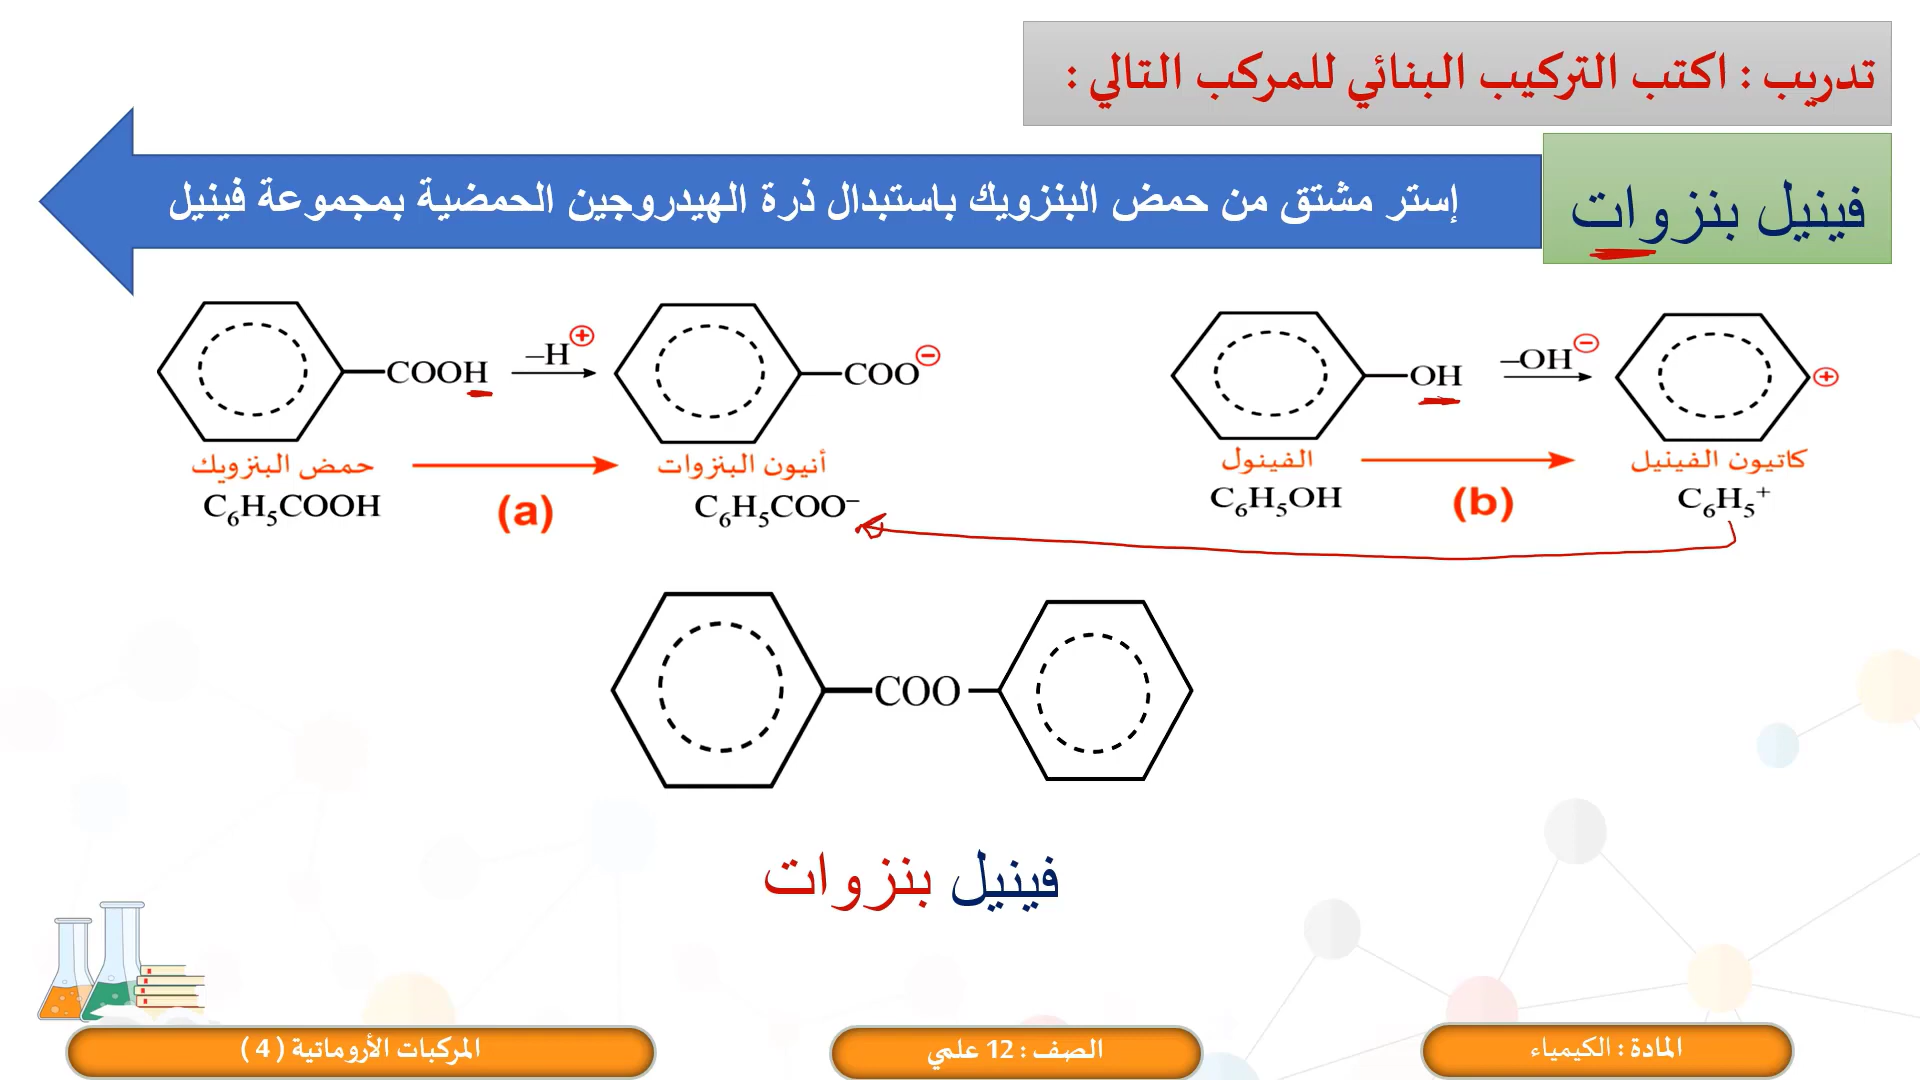 تدريب : اكتب التركيب البنائي للمركب التالي :
فينيل بنزوات
إستر مشتق من حمض البنزويك باستبدال ذرة الهيدروجين الحمضية بمجموعة فينيل
COOH –H⊕ COO⊖
OH –OH⊖ ⊕
حمض البنزويك أنيون البنزوات
الفينول كاتيون الفينيل
C₆H₅COOH (a) C₆H₅COO⁻
C₆H₅OH (b) C₆H₅⁺
COO
فينيل بنزوات
المادة : الكيمياء
الصف : 12 علمي
المركبات الأروماتية ( 4 )